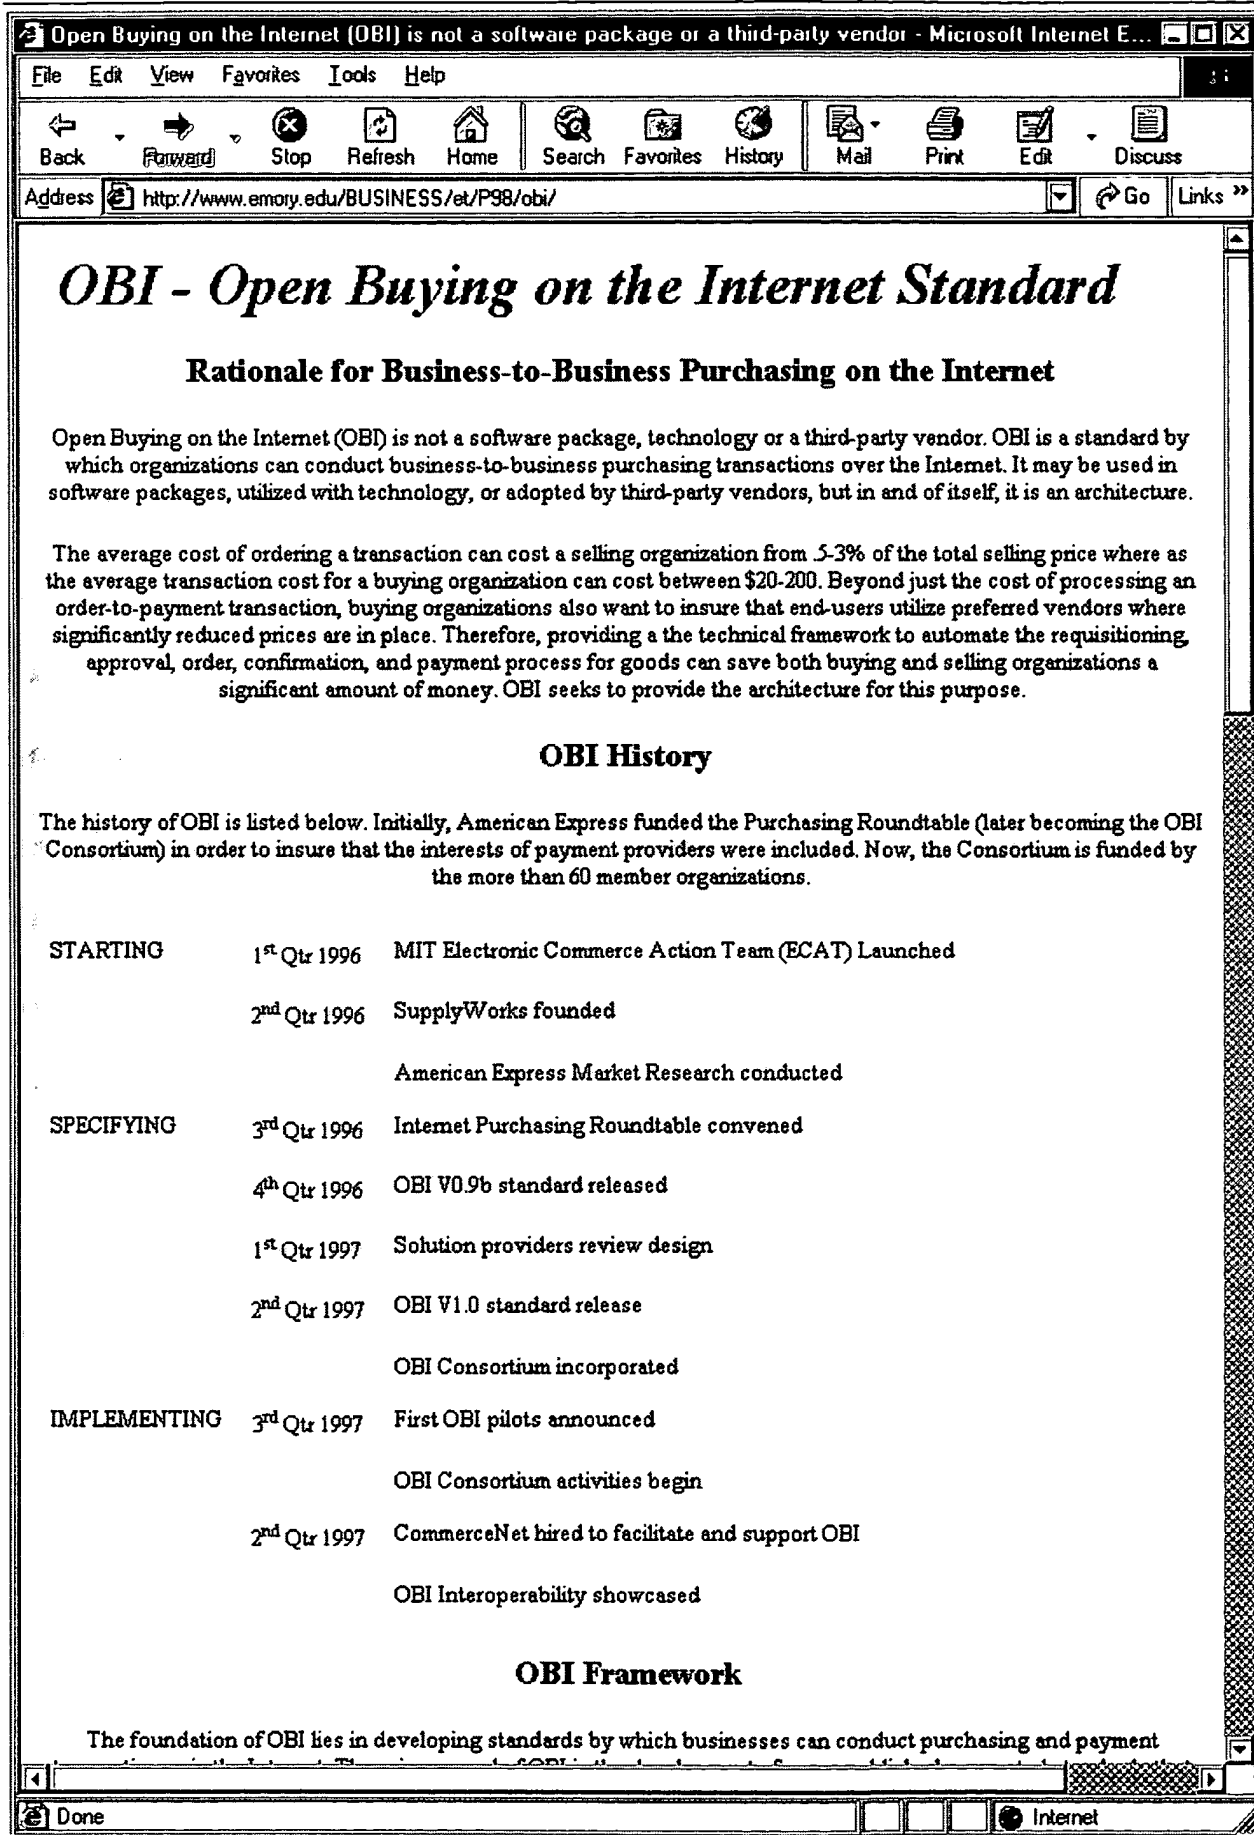 Open Buying on the Internet (OBI) is not a software package or a third-party vendor - Microsoft Internet E...
File Edit View Favorites Tools Help
Back Forward Stop Refresh Home Search Favorites History Mail Print Edit Discuss
Address http://www.emory.edu/BUSINESS/et/P98/obi/ Go Links »
OBI - Open Buying on the Internet Standard
Rationale for Business-to-Business Purchasing on the Internet
Open Buying on the Internet (OBI) is not a software package, technology or a third-party vendor. OBI is a standard by
which organizations can conduct business-to-business purchasing transactions over the Internet. It may be used in
software packages, utilized with technology, or adopted by third-party vendors, but in and of itself, it is an architecture.
The average cost of ordering a transaction can cost a selling organization from .5-3% of the total selling price where as
the average transaction cost for a buying organization can cost between $20-200. Beyond just the cost of processing an
order-to-payment transaction, buying organizations also want to insure that end-users utilize preferred vendors where
significantly reduced prices are in place. Therefore, providing a the technical framework to automate the requisitioning,
approval, order, confirmation, and payment process for goods can save both buying and selling organizations a
significant amount of money. OBI seeks to provide the architecture for this purpose.
OBI History
The history of OBI is listed below. Initially, American Express funded the Purchasing Roundtable (later becoming the OBI
Consortium) in order to insure that the interests of payment providers were included. Now, the Consortium is funded by
the more than 60 member organizations.
STARTING 1st Qtr 1996 MIT Electronic Commerce Action Team (ECAT) Launched
2nd Qtr 1996 SupplyWorks founded
American Express Market Research conducted
SPECIFYING 3rd Qtr 1996 Internet Purchasing Roundtable convened
4th Qtr 1996 OBI V0.9b standard released
1st Qtr 1997 Solution providers review design
2nd Qtr 1997 OBI V1.0 standard release
OBI Consortium incorporated
IMPLEMENTING 3rd Qtr 1997 First OBI pilots announced
OBI Consortium activities begin
2nd Qtr 1997 CommerceNet hired to facilitate and support OBI
OBI Interoperability showcased
OBI Framework
The foundation of OBI lies in developing standards by which businesses can conduct purchasing and payment
Done Internet